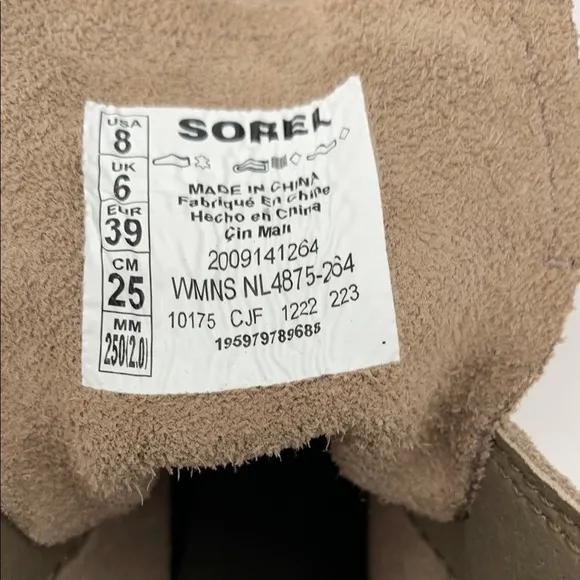 USA
8
UK
6
EUR
39
CM
25
MM
250(2.0)
SOREL
MADE IN CHINA
Fabriqué En Chine
Hecho en China
Çin Mali
2009141264
WMNS NL4875-264
10175 CJF 1222 223
195979789685